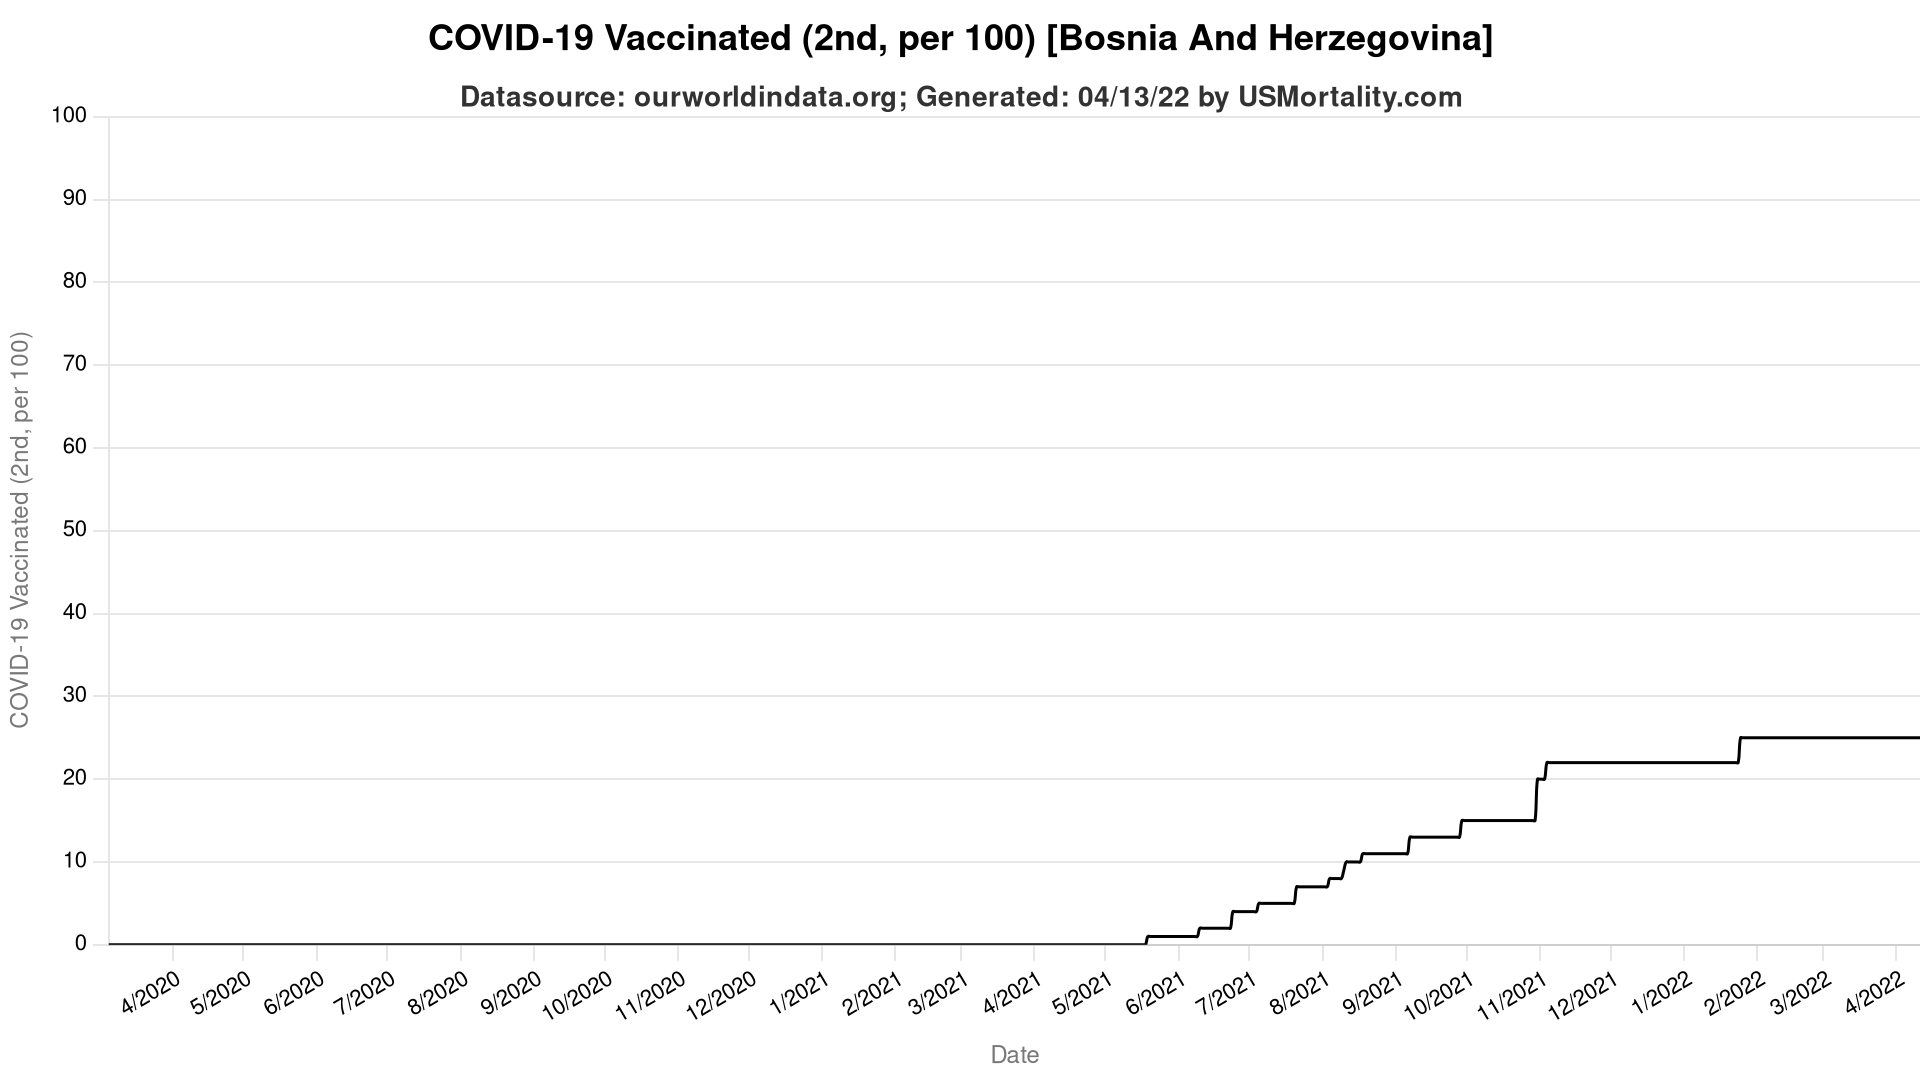 COVID-19 Vaccinated (2nd, per 100) [Bosnia And Herzegovina]
Datasource: ourworldindata.org; Generated: 04/13/22 by USMortality.com
COVID-19 Vaccinated (2nd, per 100)
100
90
80
70
60
50
40
30
20
10
0
4/2020 5/2020 6/2020 7/2020 8/2020 9/2020 10/2020 11/2020 12/2020 1/2021 2/2021 3/2021 4/2021 5/2021 6/2021 7/2021 8/2021 9/2021 10/2021 11/2021 12/2021 1/2022 2/2022 3/2022 4/2022
Date